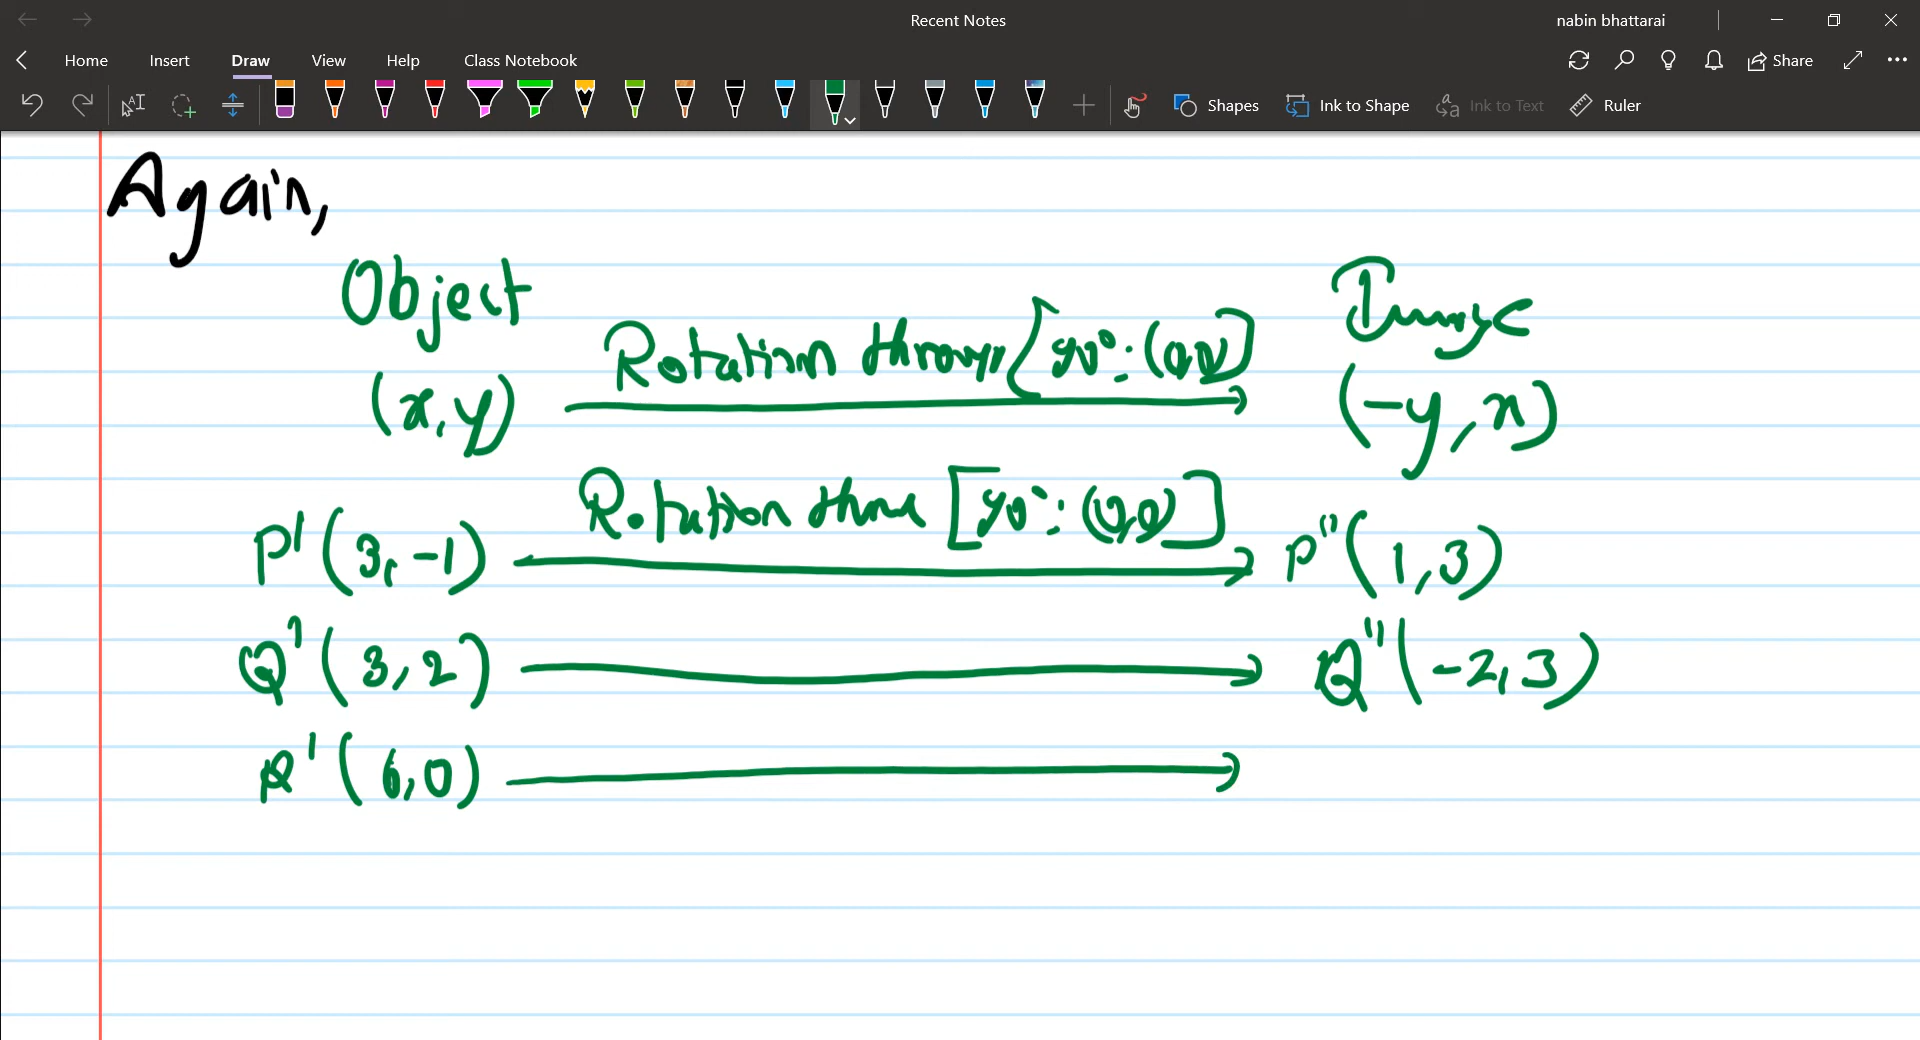 Recent Notes
nabin bhattarai
Home Insert Draw View Help Class Notebook
Share
Shapes Ink to Shape Ink to Text Ruler
Again,
Object Image
(x,y) Rotation through [90°:(0,0)] (-y,x)
P'(3,-1) Rotation [90°:(0,0)] P"(1,3)
Q'(3,2) Q"(-2,3)
R'(6,0)